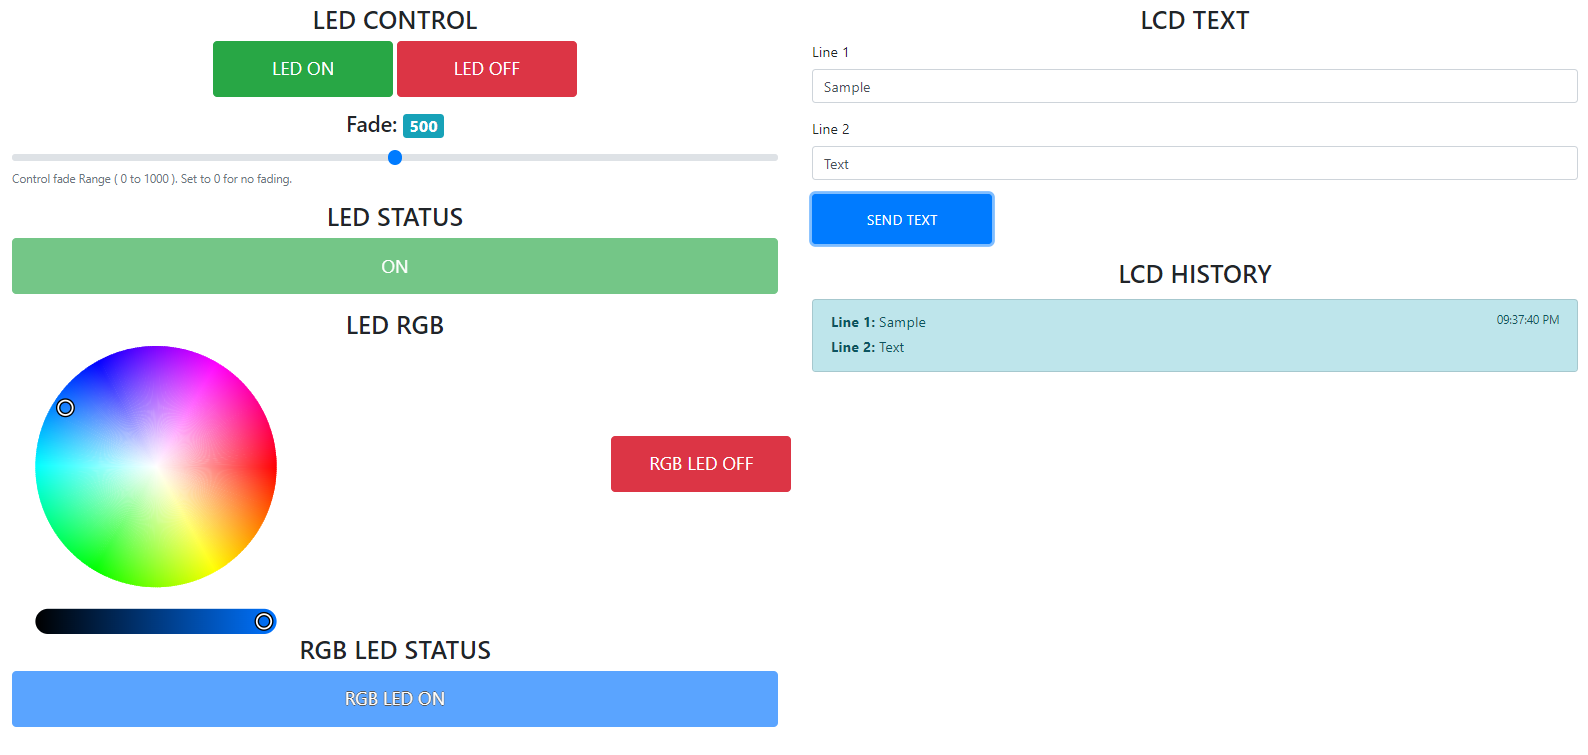 LED CONTROL
LED ON LED OFF
Fade: 500
Control fade Range ( 0 to 1000 ). Set to 0 for no fading.
LED STATUS
ON
LED RGB
RGB LED OFF
RGB LED STATUS
RGB LED ON
LCD TEXT
Line 1
Sample
Line 2
Text
SEND TEXT
LCD HISTORY
Line 1: Sample 09:37:40 PM
Line 2: Text